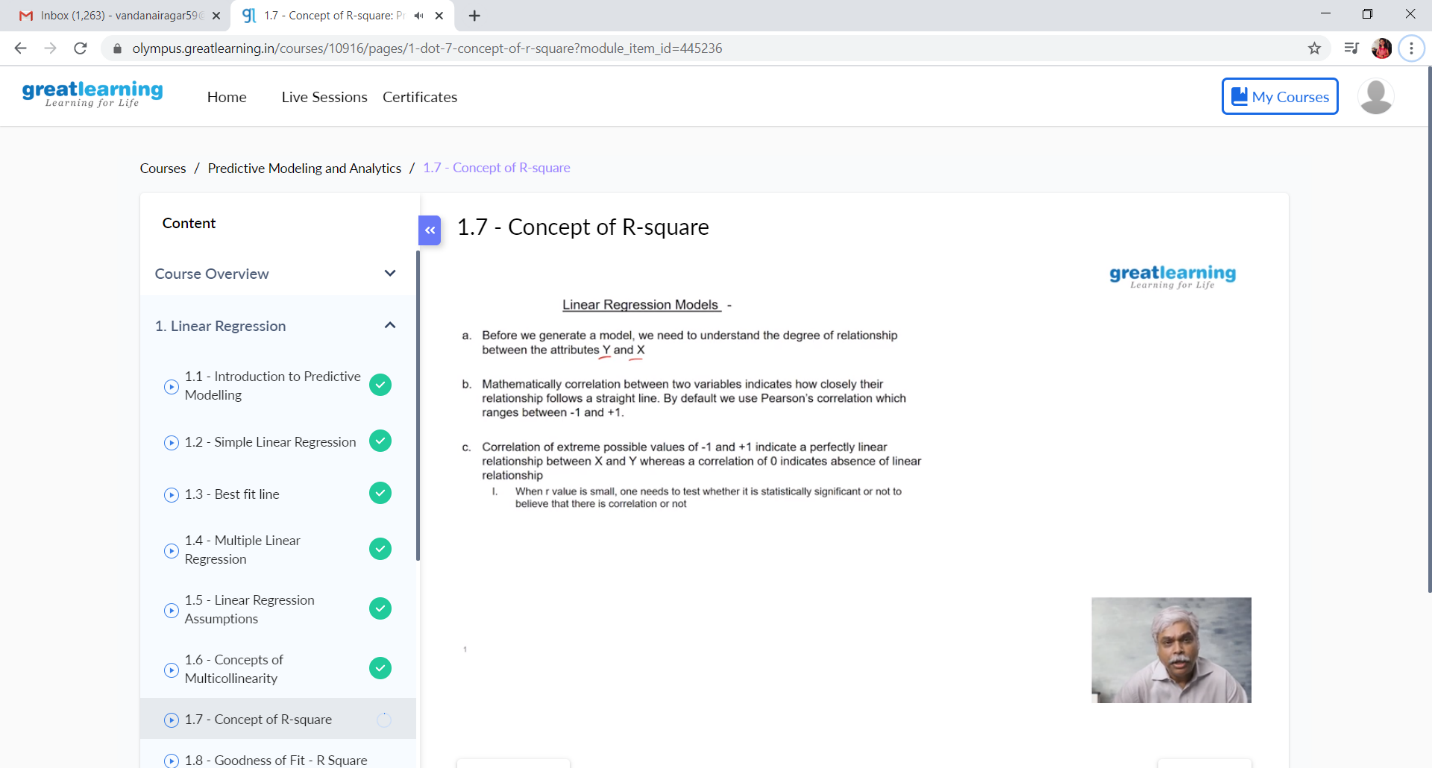 Inbox (1,263) - vandanairagar59
1.7 - Concept of R-square: Pr
olympus.greatlearning.in/courses/10916/pages/1-dot-7-concept-of-r-square?module_item_id=445236
greatlearning
Learning for Life
Home Live Sessions Certificates
My Courses
Courses / Predictive Modeling and Analytics / 1.7 - Concept of R-square
Content
Course Overview
1. Linear Regression
1.1 - Introduction to Predictive
Modelling
1.2 - Simple Linear Regression
1.3 - Best fit line
1.4 - Multiple Linear
Regression
1.5 - Linear Regression
Assumptions
1.6 - Concepts of
Multicollinearity
1.7 - Concept of R-square
1.8 - Goodness of Fit - R Square
1.7 - Concept of R-square
greatlearning
Learning for Life
Linear Regression Models -
a. Before we generate a model, we need to understand the degree of relationship
between the attributes Y and X
b. Mathematically correlation between two variables indicates how closely their
relationship follows a straight line. By default we use Pearson's correlation which
ranges between -1 and +1.
c. Correlation of extreme possible values of -1 and +1 indicate a perfectly linear
relationship between X and Y whereas a correlation of 0 indicates absence of linear
relationship
I. When r value is small, one needs to test whether it is statistically significant or not to
believe that there is correlation or not